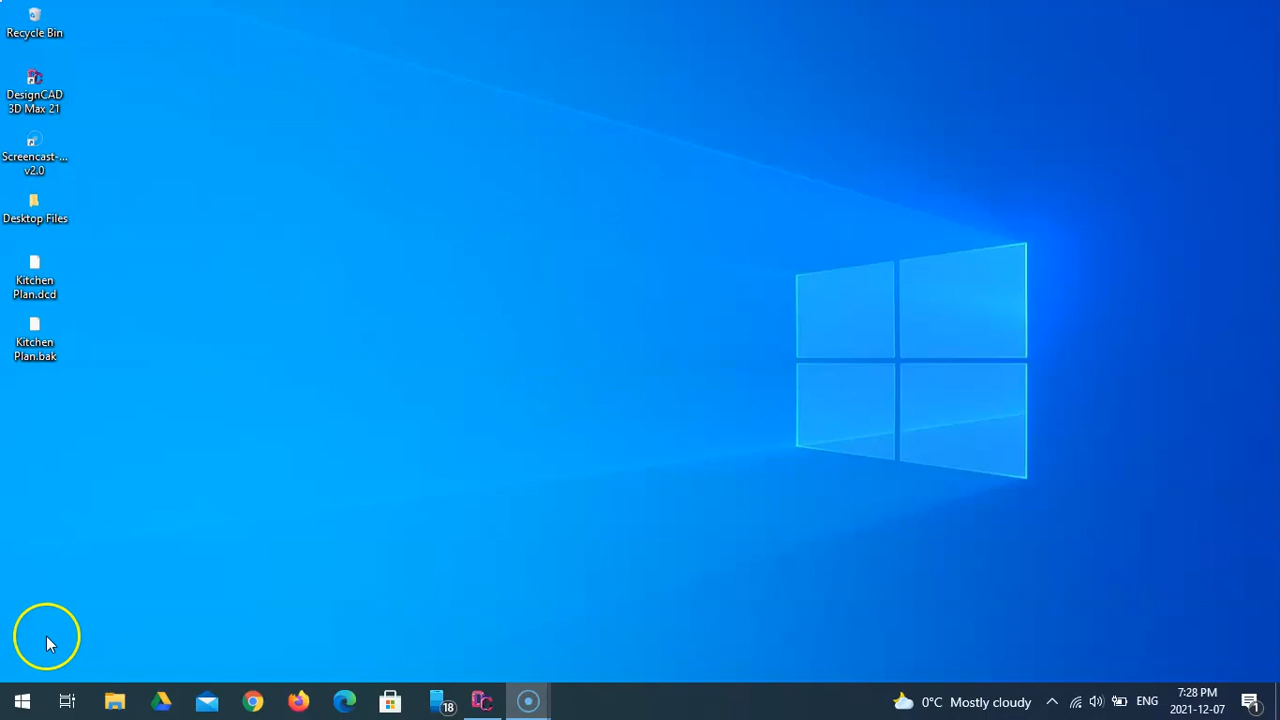 Recycle Bin
DesignCAD
3D Max 21
Screencast-...
v2.0
Desktop Files
Kitchen
Plan.dcd
Kitchen
Plan.bak
18
0°C Mostly cloudy
ENG
7:28 PM
2021-12-07
1